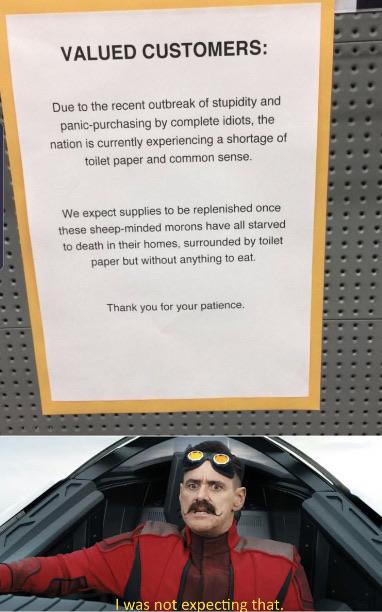 VALUED CUSTOMERS:
Due to the recent outbreak of stupidity and
panic-purchasing by complete idiots, the
nation is currently experiencing a shortage of
toilet paper and common sense.
We expect supplies to be replenished once
these sheep-minded morons have all starved
to death in their homes, surrounded by toilet
paper but without anything to eat.
Thank you for your patience.
I was not expecting that.